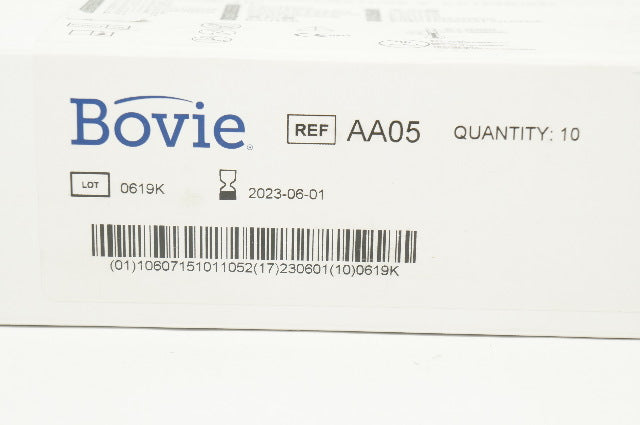 Bovie®
REF AA05 QUANTITY: 10
LOT 0619K 2023-06-01
(01)10607151011052(17)230601(10)0619K